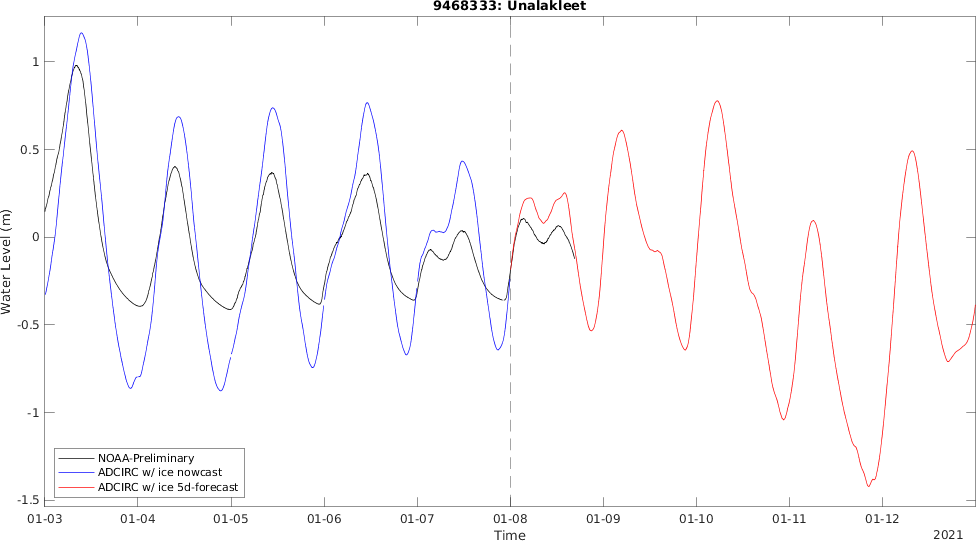 9468333: Unalakleet
Water Level (m)
1
0.5
0
-0.5
-1
-1.5
NOAA-Preliminary
ADCIRC w/ ice nowcast
ADCIRC w/ ice 5d-forecast
01-03 01-04 01-05 01-06 01-07 01-08 01-09 01-10 01-11 01-12
Time
2021